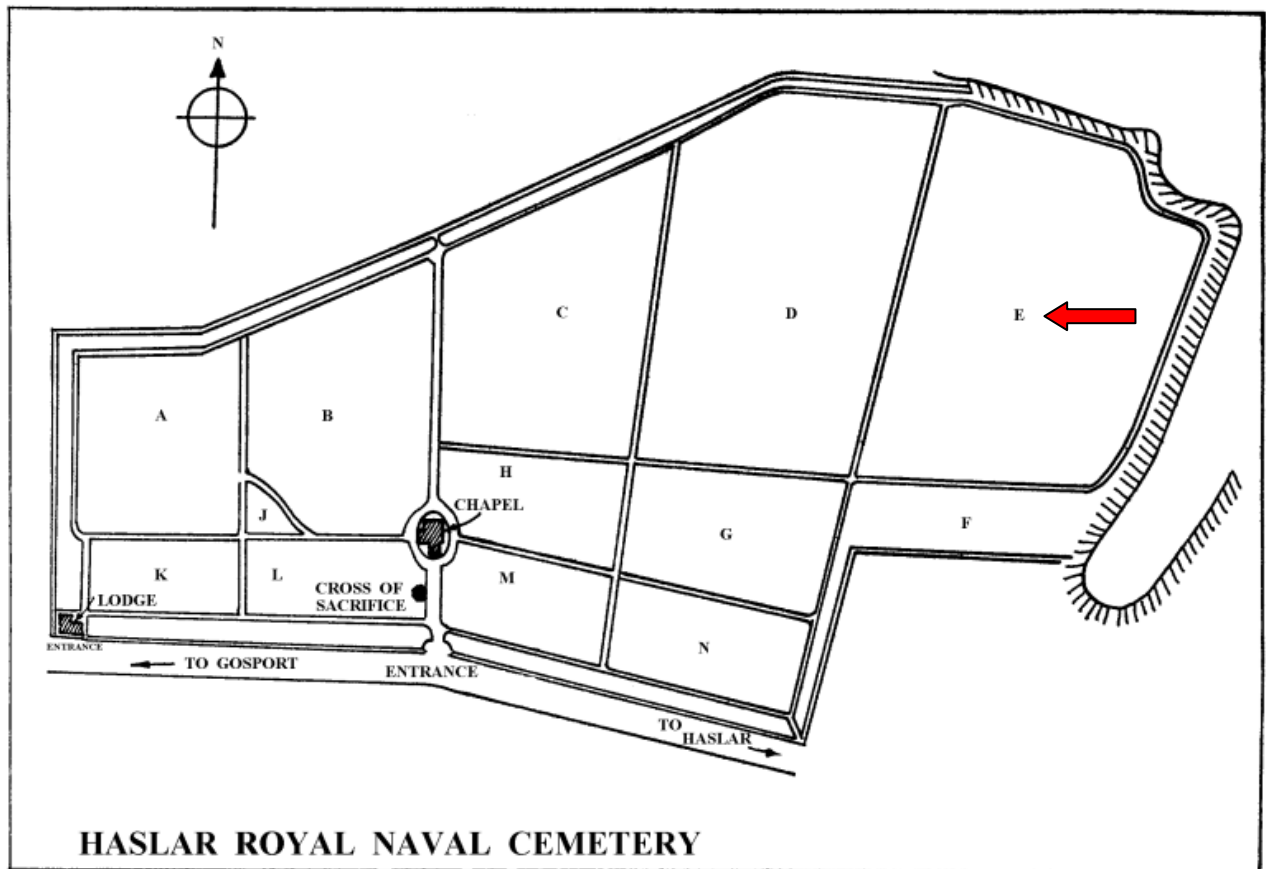 N
C
D
E
A
B
H
CHAPEL
J
G
F
K
L
CROSS OF
SACRIFICE
M
LODGE
N
ENTRANCE
TO GOSPORT
ENTRANCE
TO
HASLAR
HASLAR ROYAL NAVAL CEMETERY